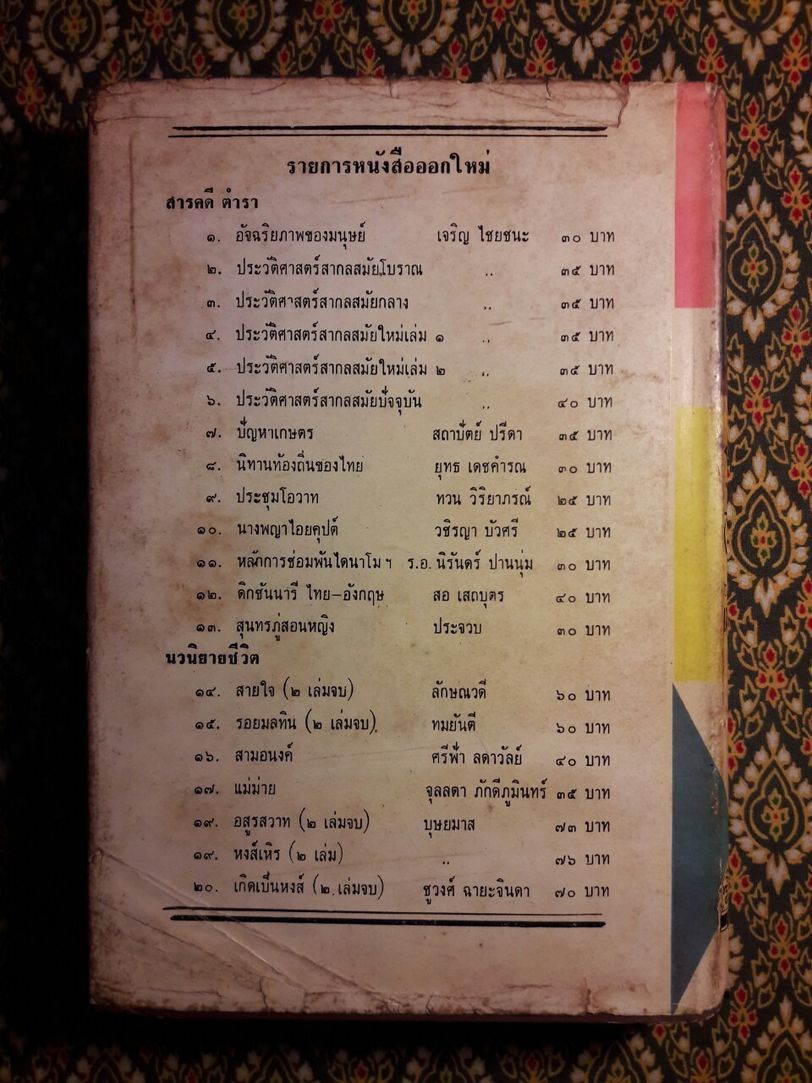 รายการหนังสือออกใหม่
สารคดี ตำรา
๑. อัจฉริยภาพของมนุษย์ เจริญ ไชยชนะ ๓๐ บาท
๒. ประวัติศาสตร์สากลสมัยโบราณ ,, ๓๕ บาท
๓. ประวัติศาสตร์สากลสมัยกลาง ,, ๓๕ บาท
๔. ประวัติศาสตร์สากลสมัยใหม่เล่ม ๑ ,, ๓๕ บาท
๕. ประวัติศาสตร์สากลสมัยใหม่เล่ม ๒ ,, ๓๕ บาท
๖. ประวัติศาสตร์สากลสมัยปัจจุบัน ,, ๔๐ บาท
๗. ปัญหาเกษตร สถาปัตย์ ปรีดา ๓๕ บาท
๘. นิทานท้องถิ่นของไทย ยุทธ เดชคำรณ ๓๐ บาท
๙. ประชุมโอวาท ทวน วิริยาภรณ์ ๒๕ บาท
๑๐. นางพญาไอยคุปต์ วชิรญา บัวศรี ๒๕ บาท
๑๑. หลักการซ่อมพันไดนาโม ฯ ร.อ. นิรันดร์ ปานนุ่ม ๓๐ บาท
๑๒. ดิกชันนารี ไทย–อังกฤษ สอ เสถบุตร ๔๐ บาท
๑๓. สุนทรภู่สอนหญิง ประจวบ ๓๐ บาท
นวนิยายชีวิต
๑๔. สายใจ (๒ เล่มจบ) ลักษณวดี ๖๐ บาท
๑๕. รอยมลทิน (๒ เล่มจบ) ทมยันตี ๖๐ บาท
๑๖. สามอนงค์ ศรีฟ้า ลดาวัลย์ ๔๐ บาท
๑๗. แม่ม่าย จุลลดา ภักดีภูมินทร์ ๓๕ บาท
๑๙. อสูรสวาท (๒ เล่มจบ) บุษยมาส ๗๓ บาท
๑๙. หงส์เหิร (๒ เล่ม) ,, ๗๖ บาท
๒๐. เกิดเป็นหงส์ (๒ เล่มจบ) ชูวงศ์ ฉายะจินดา ๗๐ บาท